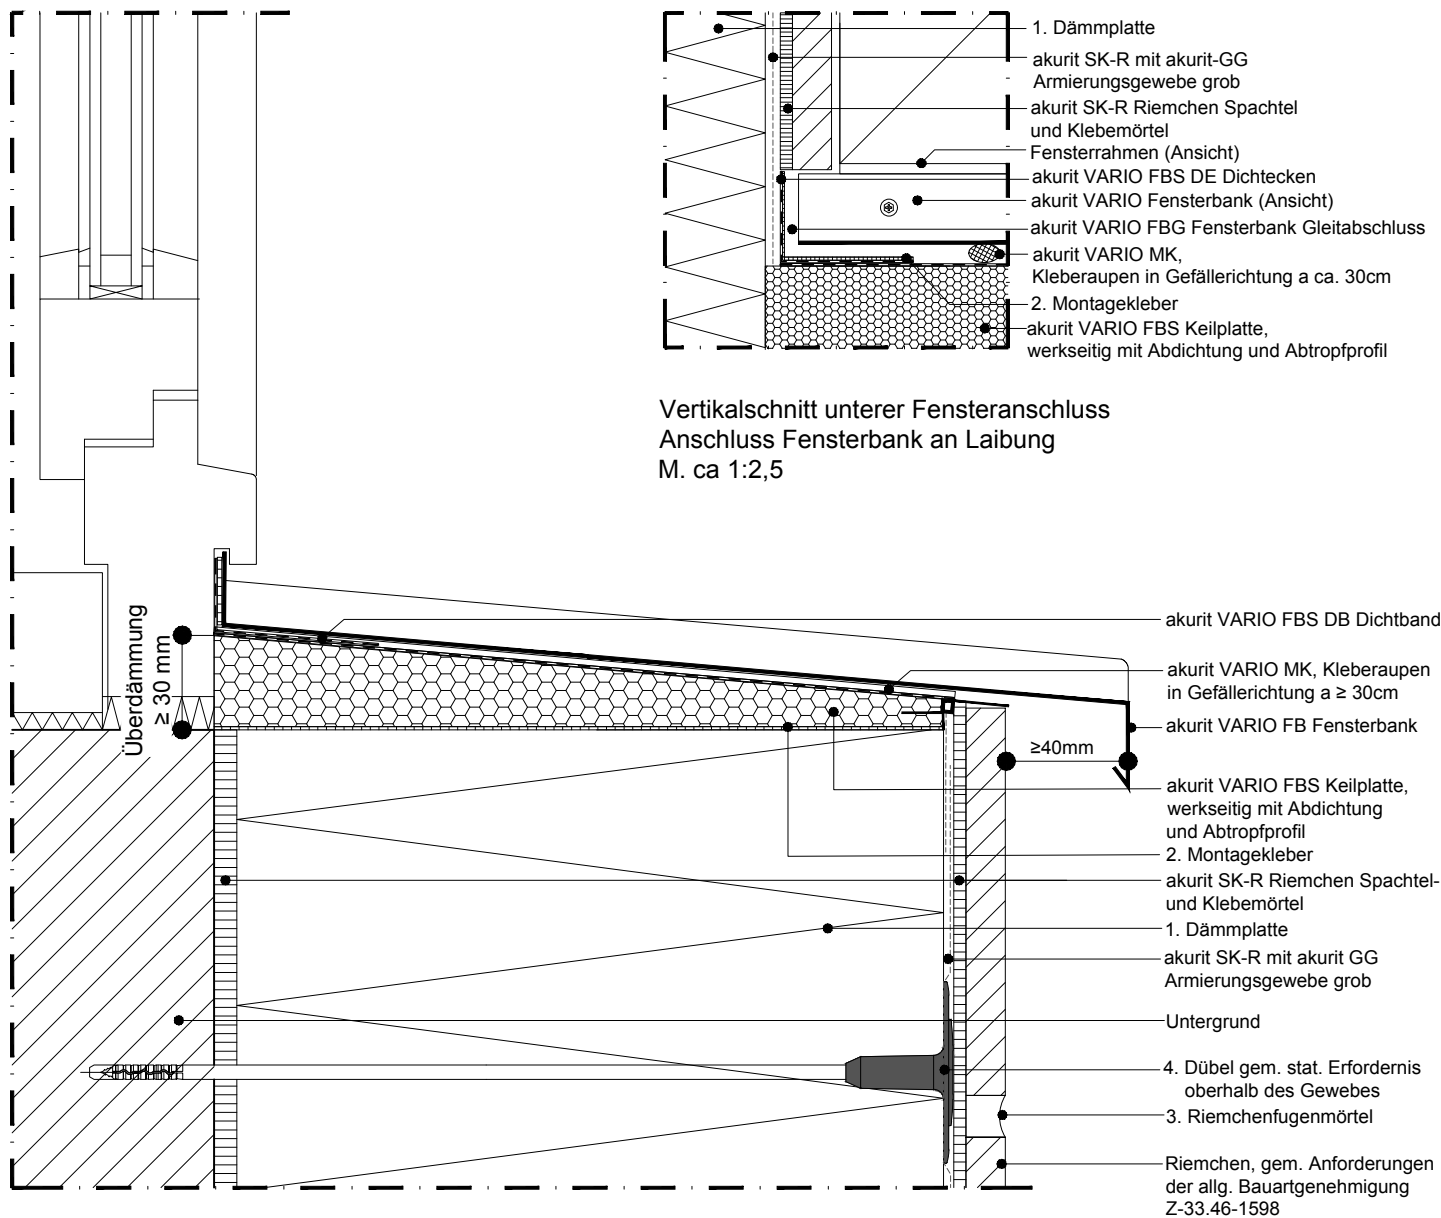 1. Dämmplatte
akurit SK-R mit akurit-GG
Armierungsgewebe grob
akurit SK-R Riemchen Spachtel
und Klebemörtel
Fensterrahmen (Ansicht)
akurit VARIO FBS DE Dichtecken
akurit VARIO Fensterbank (Ansicht)
akurit VARIO FBG Fensterbank Gleitabschluss
akurit VARIO MK,
Kleberaupen in Gefällerichtung a ca. 30cm
2. Montagekleber
akurit VARIO FBS Keilplatte,
werkseitig mit Abdichtung und Abtropfprofil
Vertikalschnitt unterer Fensteranschluss
Anschluss Fensterbank an Laibung
M. ca 1:2,5
Überdämmung
≥ 30 mm
akurit VARIO FBS DB Dichtband
akurit VARIO MK, Kleberaupen
in Gefällerichtung a ≥ 30cm
akurit VARIO FB Fensterbank
≥40mm
akurit VARIO FBS Keilplatte,
werkseitig mit Abdichtung
und Abtropfprofil
2. Montagekleber
akurit SK-R Riemchen Spachtel-
und Klebemörtel
1. Dämmplatte
akurit SK-R mit akurit GG
Armierungsgewebe grob
Untergrund
4. Dübel gem. stat. Erfordernis
oberhalb des Gewebes
3. Riemchenfugenmörtel
Riemchen, gem. Anforderungen
der allg. Bauartgenehmigung
Z-33.46-1598